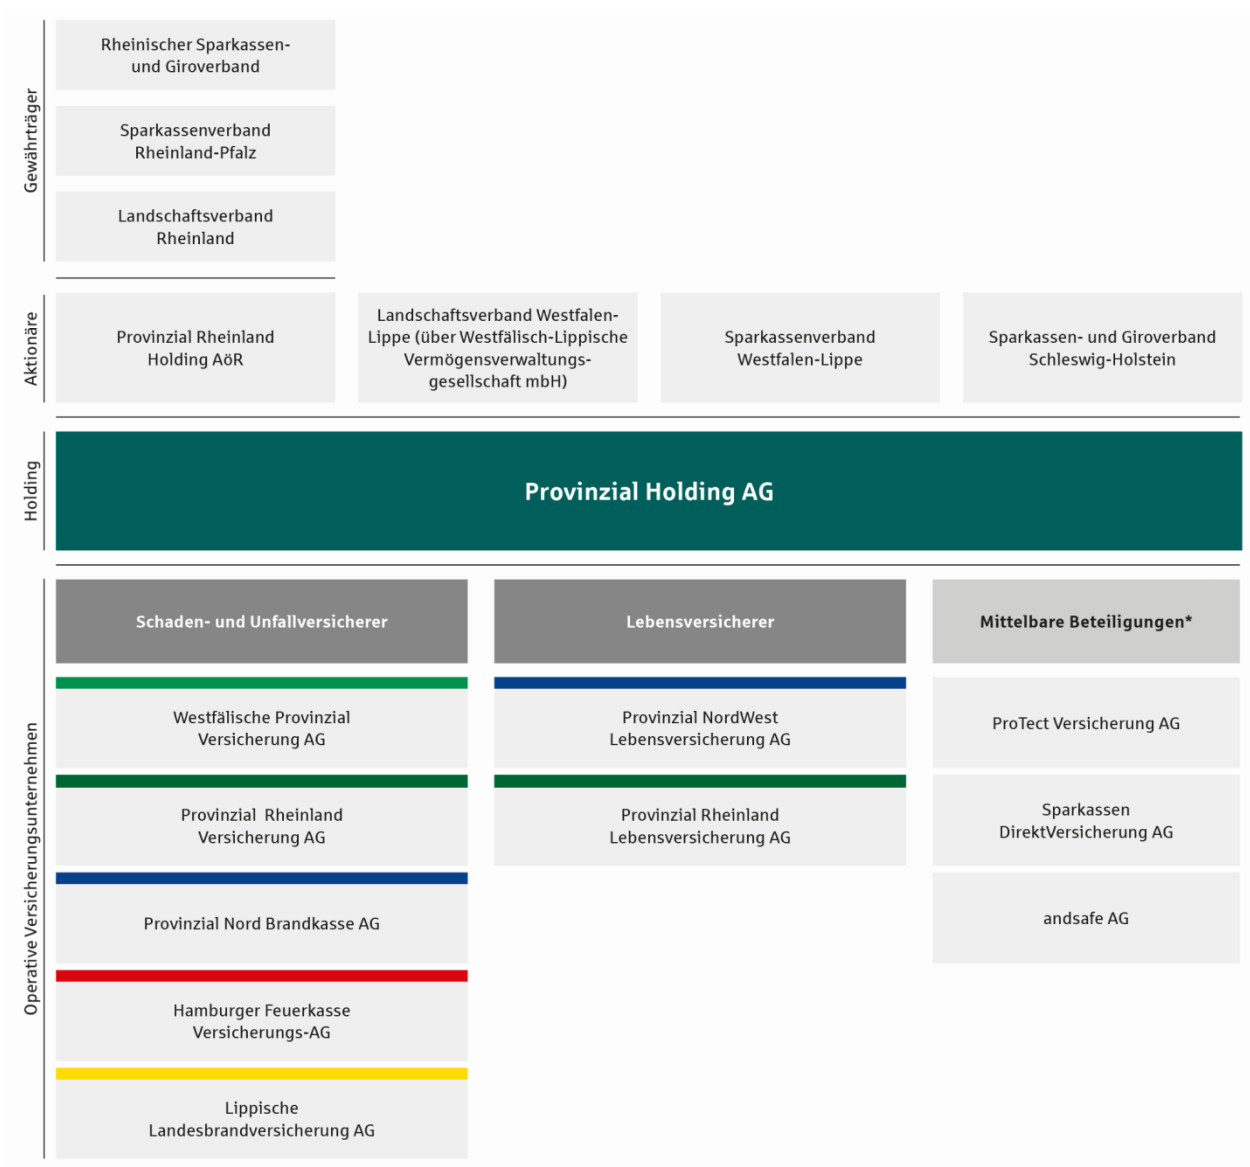 Gewährträger
Rheinischer Sparkassen-
und Giroverband
Sparkassenverband
Rheinland-Pfalz
Landschaftsverband
Rheinland
Aktionäre
Provinzial Rheinland
Holding AöR
Landschaftsverband Westfalen-
Lippe (über Westfälisch-Lippische
Vermögensverwaltungs-
gesellschaft mbH)
Sparkassenverband
Westfalen-Lippe
Sparkassen- und Giroverband
Schleswig-Holstein
Holding
Provinzial Holding AG
Operative Versicherungsunternehmen
Schaden- und Unfallversicherer
Westfälische Provinzial
Versicherung AG
Provinzial Rheinland
Versicherung AG
Provinzial Nord Brandkasse AG
Hamburger Feuerkasse
Versicherungs-AG
Lippische
Landesbrandversicherung AG
Lebensversicherer
Provinzial NordWest
Lebensversicherung AG
Provinzial Rheinland
Lebensversicherung AG
Mittelbare Beteiligungen*
ProTect Versicherung AG
Sparkassen
DirektVersicherung AG
andsafe AG